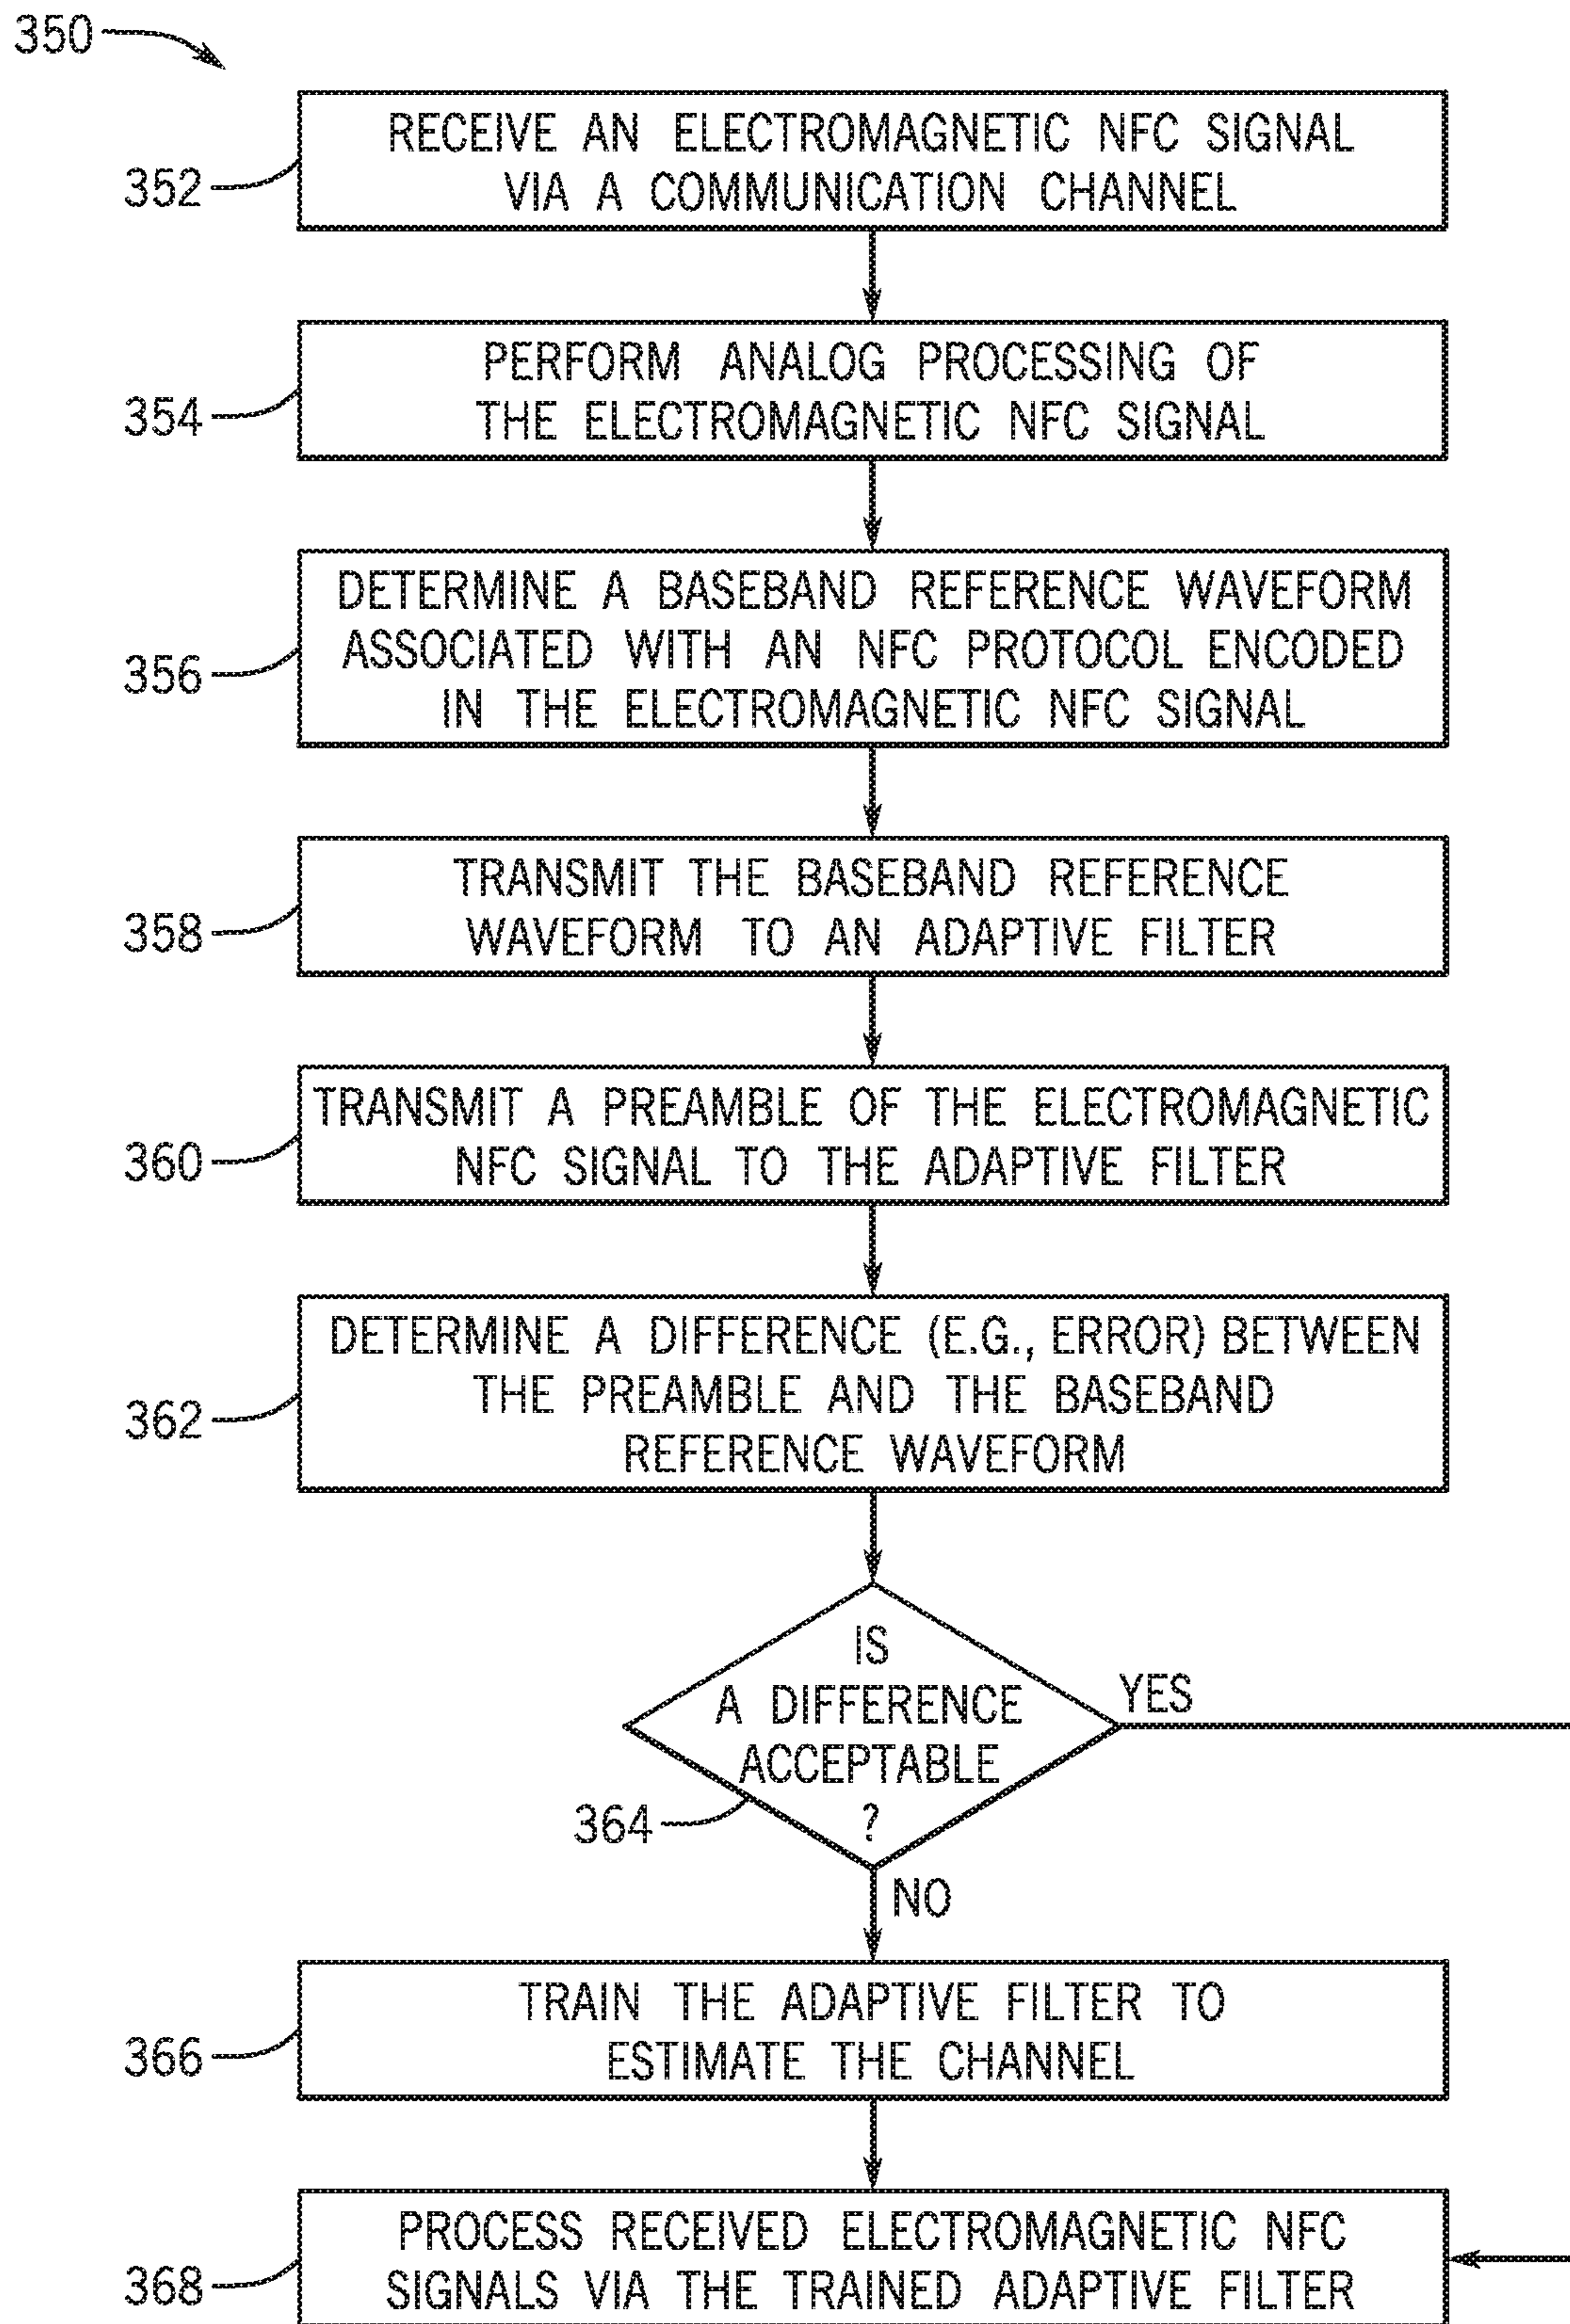 350
RECEIVE AN ELECTROMAGNETIC NFC SIGNAL
VIA A COMMUNICATION CHANNEL
352
PERFORM ANALOG PROCESSING OF
THE ELECTROMAGNETIC NFC SIGNAL
354
DETERMINE A BASEBAND REFERENCE WAVEFORM
ASSOCIATED WITH AN NFC PROTOCOL ENCODED
IN THE ELECTROMAGNETIC NFC SIGNAL
356
TRANSMIT THE BASEBAND REFERENCE
WAVEFORM TO AN ADAPTIVE FILTER
358
TRANSMIT A PREAMBLE OF THE ELECTROMAGNETIC
NFC SIGNAL TO THE ADAPTIVE FILTER
360
DETERMINE A DIFFERENCE (E.G., ERROR) BETWEEN
THE PREAMBLE AND THE BASEBAND
REFERENCE WAVEFORM
362
IS
A DIFFERENCE
ACCEPTABLE
?
364
YES
NO
TRAIN THE ADAPTIVE FILTER TO
ESTIMATE THE CHANNEL
366
PROCESS RECEIVED ELECTROMAGNETIC NFC
SIGNALS VIA THE TRAINED ADAPTIVE FILTER
368